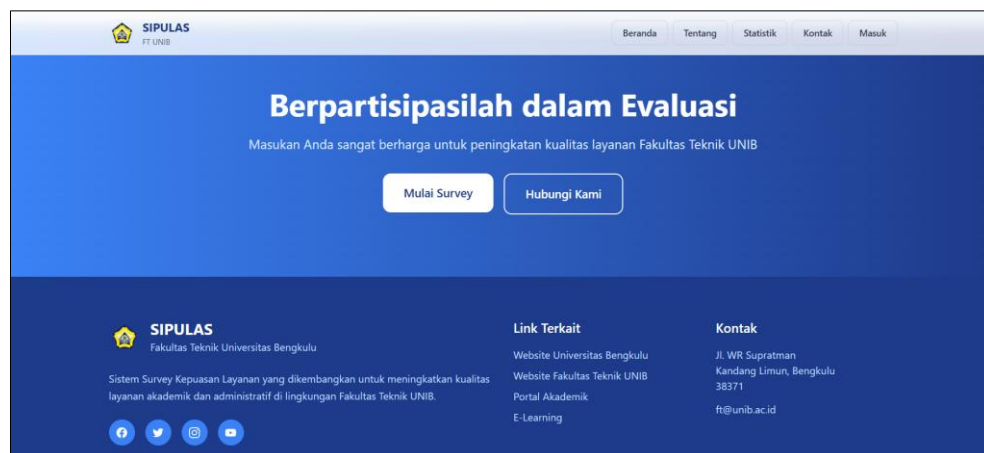 SIPULAS
FT UNIB
Beranda
Tentang
Statistik
Kontak
Masuk
Berpartisipasilah dalam Evaluasi
Masukan Anda sangat berharga untuk peningkatan kualitas layanan Fakultas Teknik UNIB
Mulai Survey
Hubungi Kami
SIPULAS
Fakultas Teknik Universitas Bengkulu
Sistem Survey Kepuasan Layanan yang dikembangkan untuk meningkatkan kualitas
layanan akademik dan administratif di lingkungan Fakultas Teknik UNIB.
Link Terkait
Website Universitas Bengkulu
Website Fakultas Teknik UNIB
Portal Akademik
E-Learning
Kontak
Jl. WR Supratman
Kandang Limun, Bengkulu
38371
ft@unib.ac.id